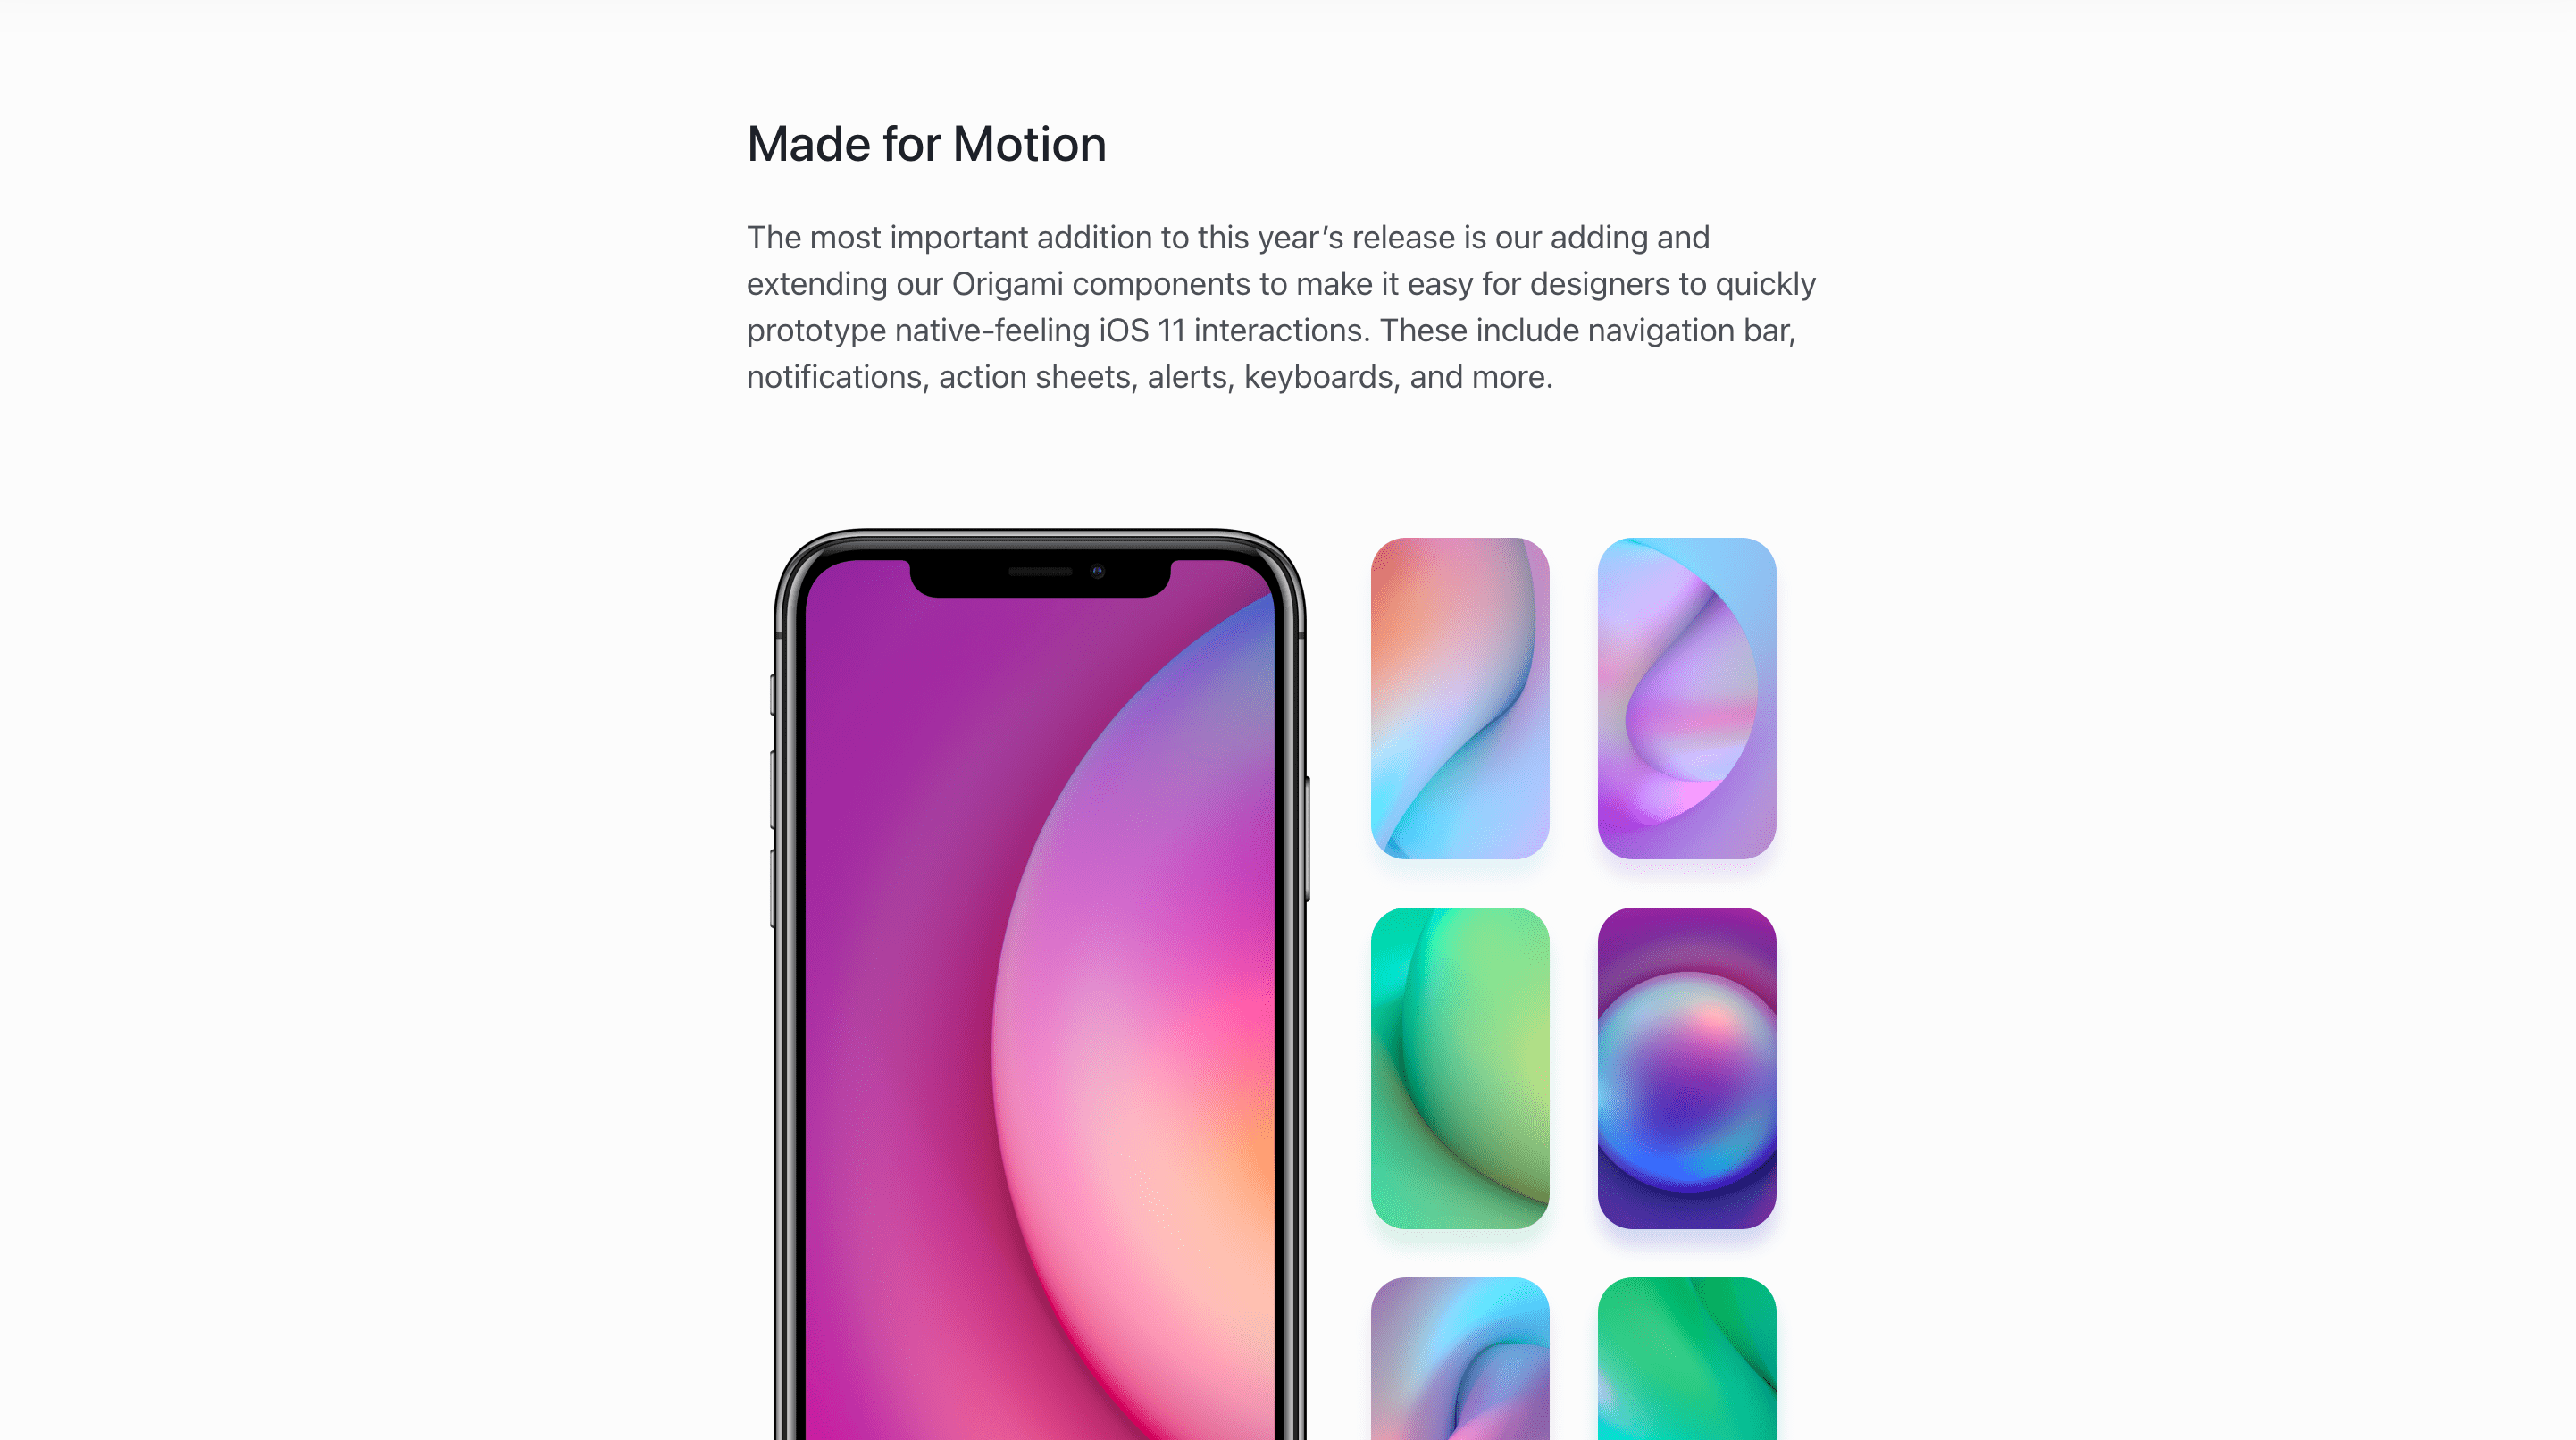 Made for Motion
The most important addition to this year’s release is our adding and
extending our Origami components to make it easy for designers to quickly
prototype native-feeling iOS 11 interactions. These include navigation bar,
notifications, action sheets, alerts, keyboards, and more.